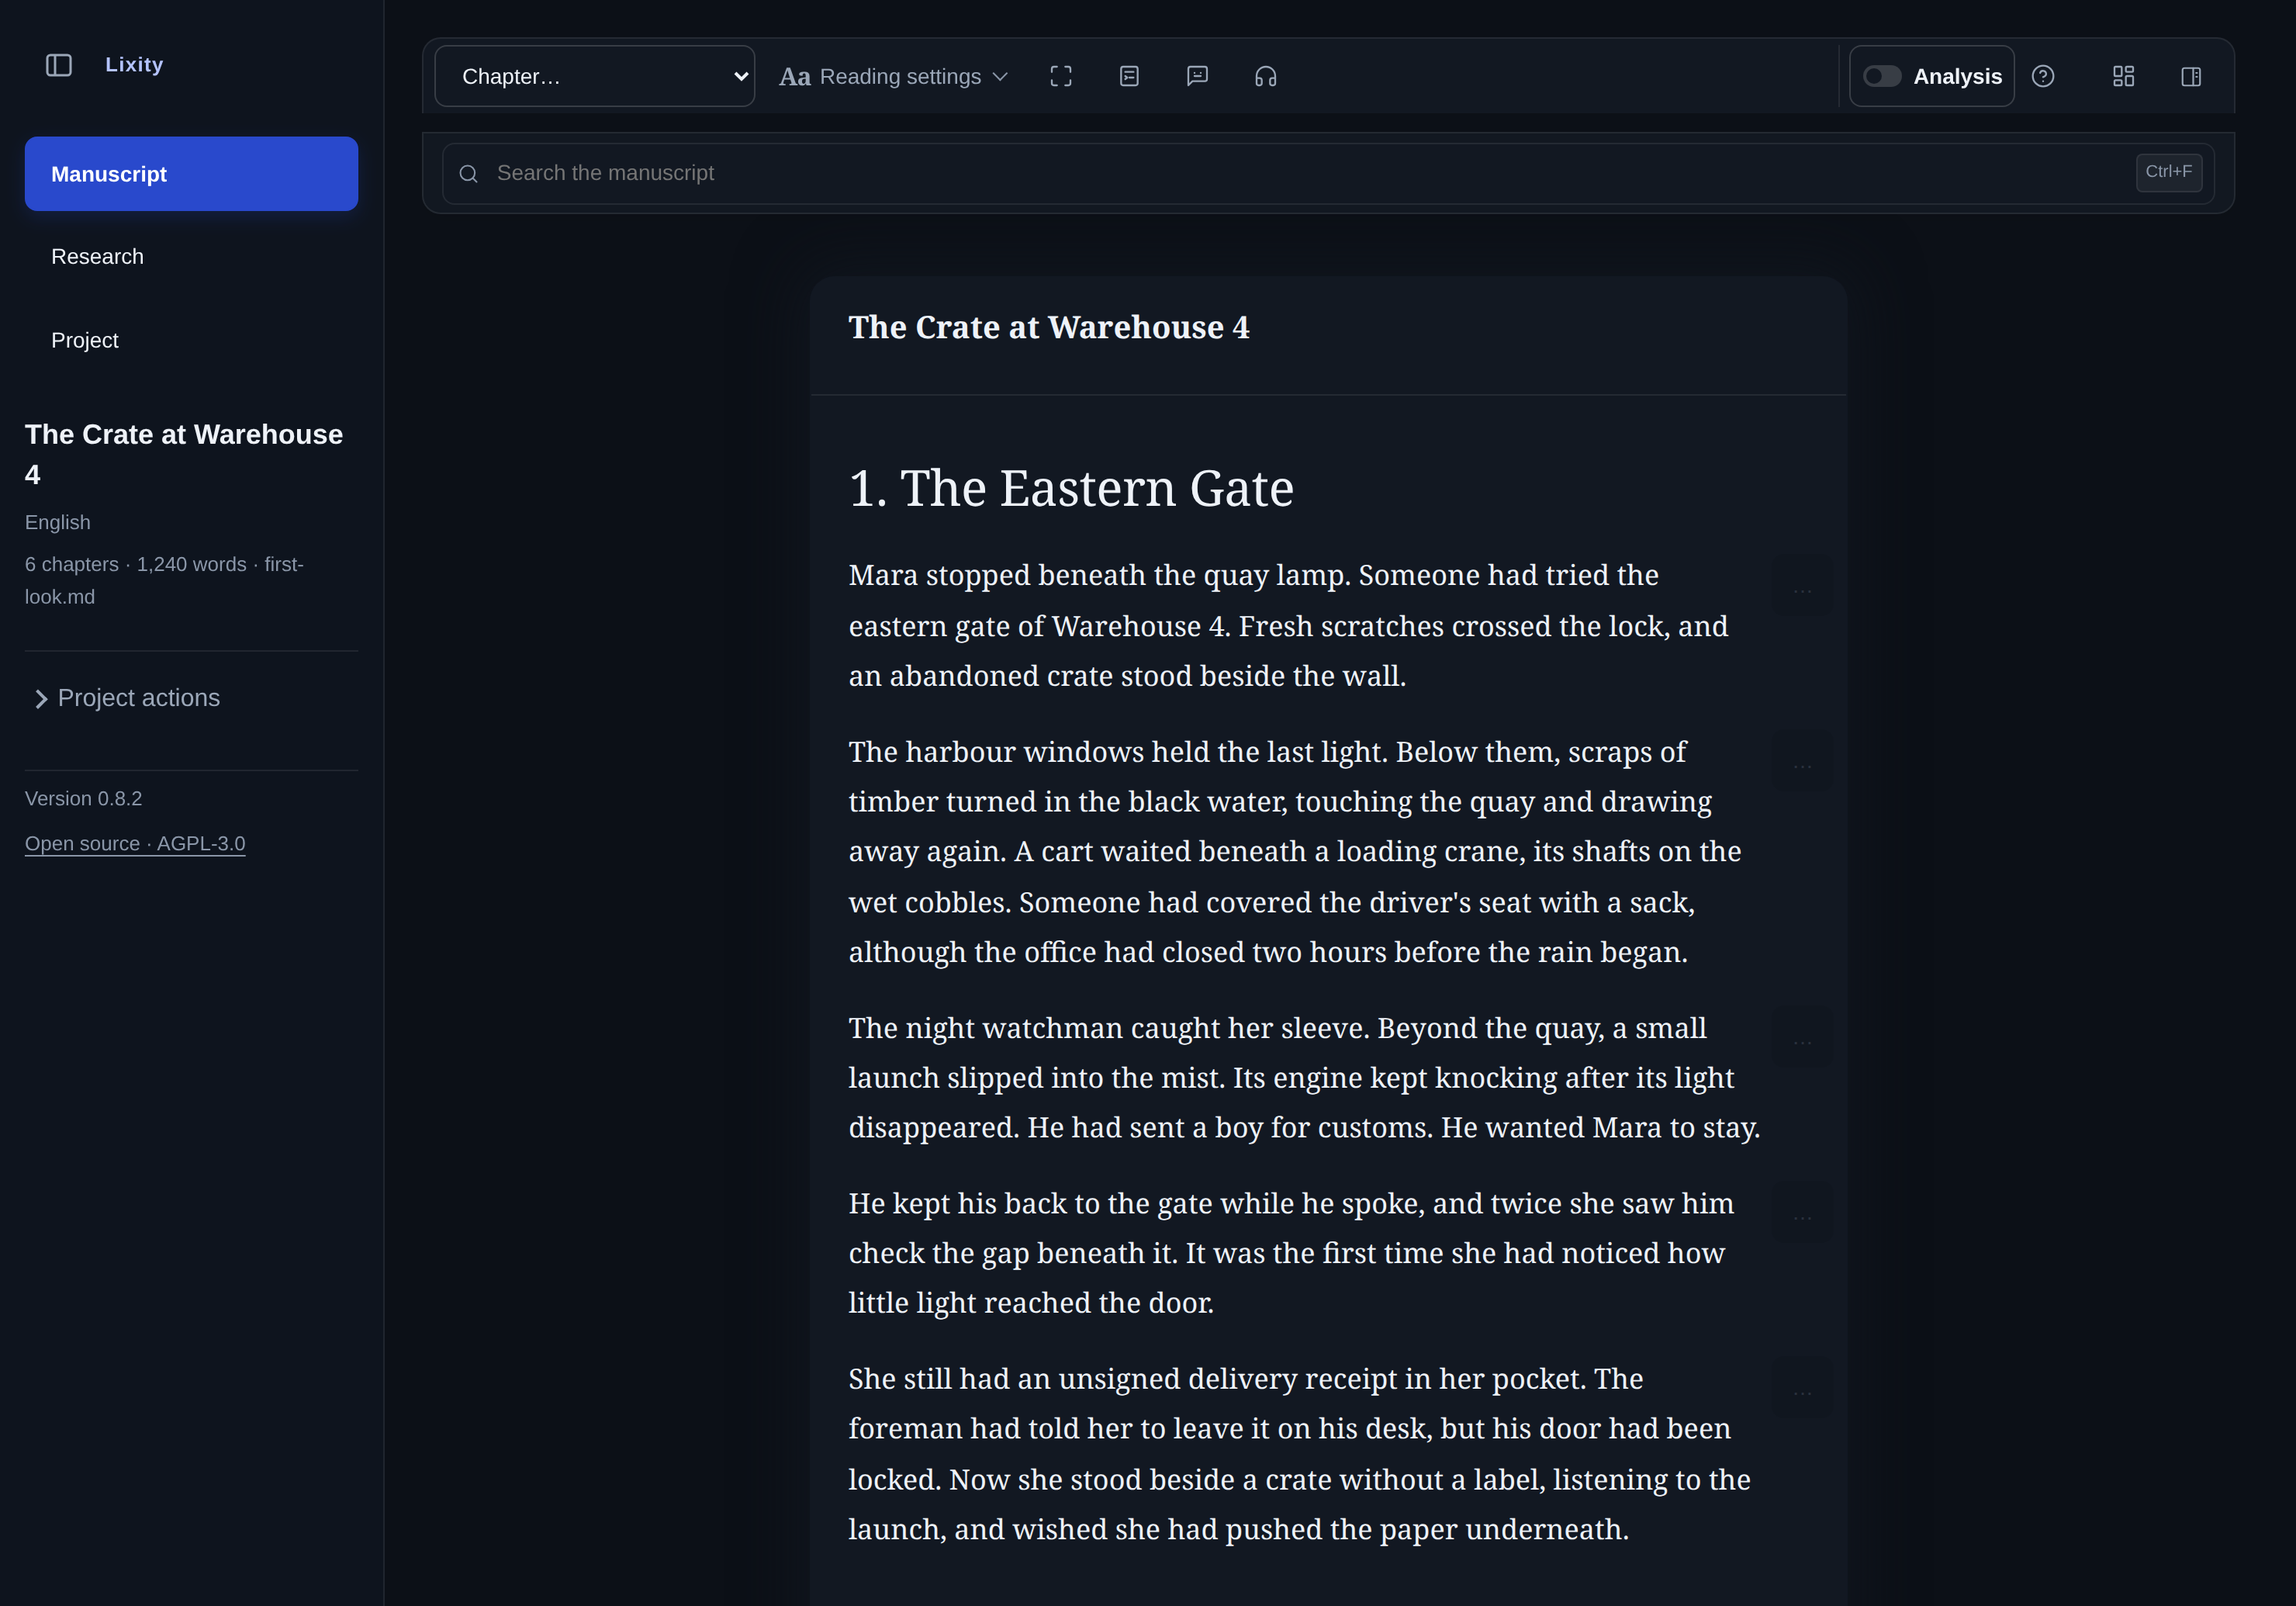 Lixity
Manuscript
Research
Project
The Crate at Warehouse
4
English
6 chapters · 1,240 words · first-
look.md
Project actions
Version 0.8.2
Open source · AGPL-3.0
Chapter…
Aa Reading settings
Analysis
Search the manuscript
Ctrl+F
The Crate at Warehouse 4
1. The Eastern Gate
Mara stopped beneath the quay lamp. Someone had tried the
eastern gate of Warehouse 4. Fresh scratches crossed the lock, and
an abandoned crate stood beside the wall.
The harbour windows held the last light. Below them, scraps of
timber turned in the black water, touching the quay and drawing
away again. A cart waited beneath a loading crane, its shafts on the
wet cobbles. Someone had covered the driver's seat with a sack,
although the office had closed two hours before the rain began.
The night watchman caught her sleeve. Beyond the quay, a small
launch slipped into the mist. Its engine kept knocking after its light
disappeared. He had sent a boy for customs. He wanted Mara to stay.
He kept his back to the gate while he spoke, and twice she saw him
check the gap beneath it. It was the first time she had noticed how
little light reached the door.
She still had an unsigned delivery receipt in her pocket. The
foreman had told her to leave it on his desk, but his door had been
locked. Now she stood beside a crate without a label, listening to the
launch, and wished she had pushed the paper underneath.